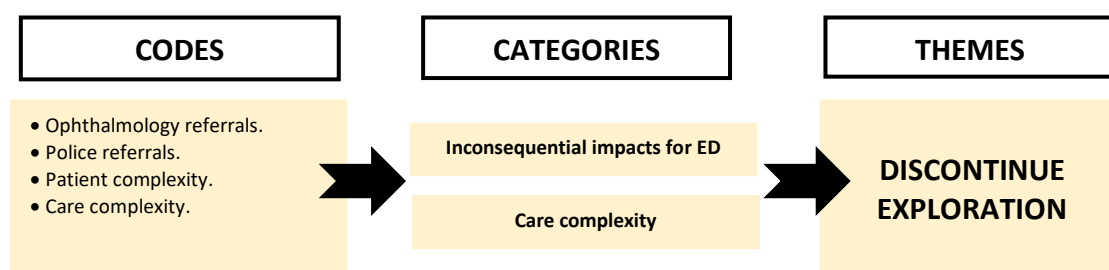 CODES
CATEGORIES
THEMES
• Ophthalmology referrals.
• Police referrals.
• Patient complexity.
• Care complexity.
Inconsequential impacts for ED
Care complexity
DISCONTINUE
EXPLORATION